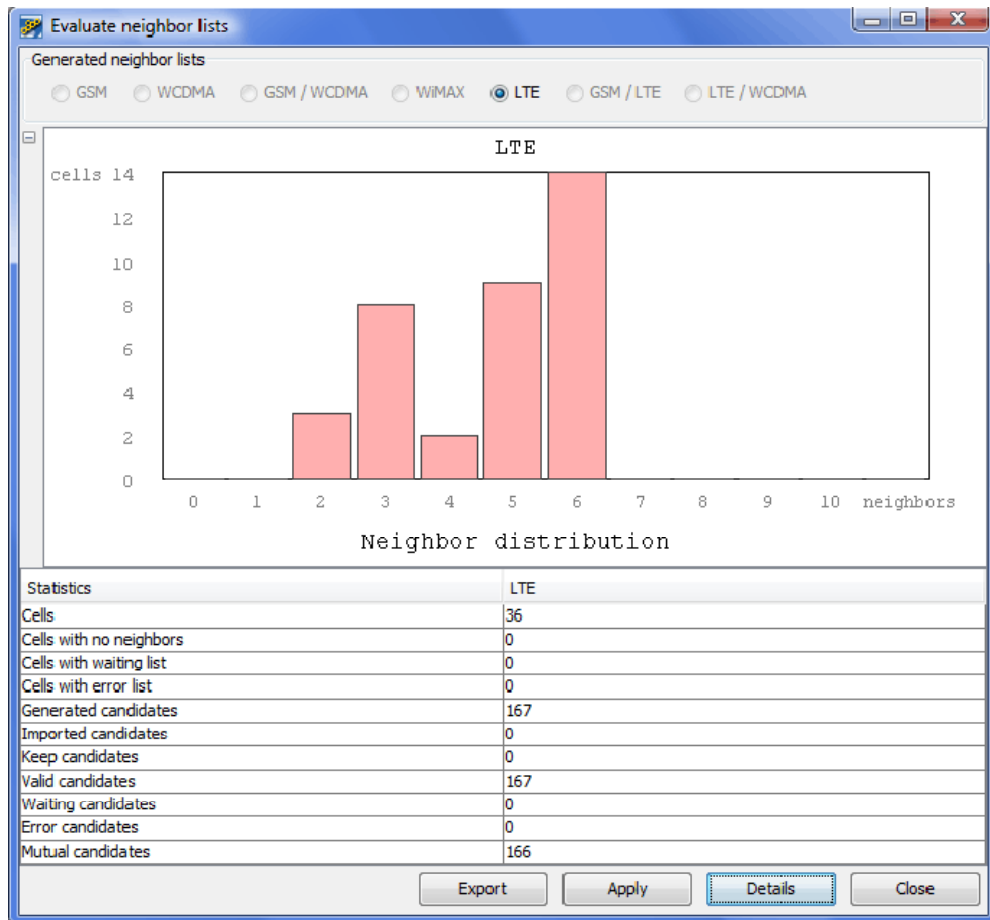 Evaluate neighbor lists
Generated neighbor lists
GSM WCDMA GSM / WCDMA WiMAX LTE GSM / LTE LTE / WCDMA
LTE
cells 14
12
10
8
6
4
2
0
0 1 2 3 4 5 6 7 8 9 10 neighbors
Neighbor distribution
Statistics LTE
Cells 36
Cells with no neighbors 0
Cells with waiting list 0
Cells with error list 0
Generated candidates 167
Imported candidates 0
Keep candidates 0
Valid candidates 167
Waiting candidates 0
Error candidates 0
Mutual candidates 166
Export Apply Details Close